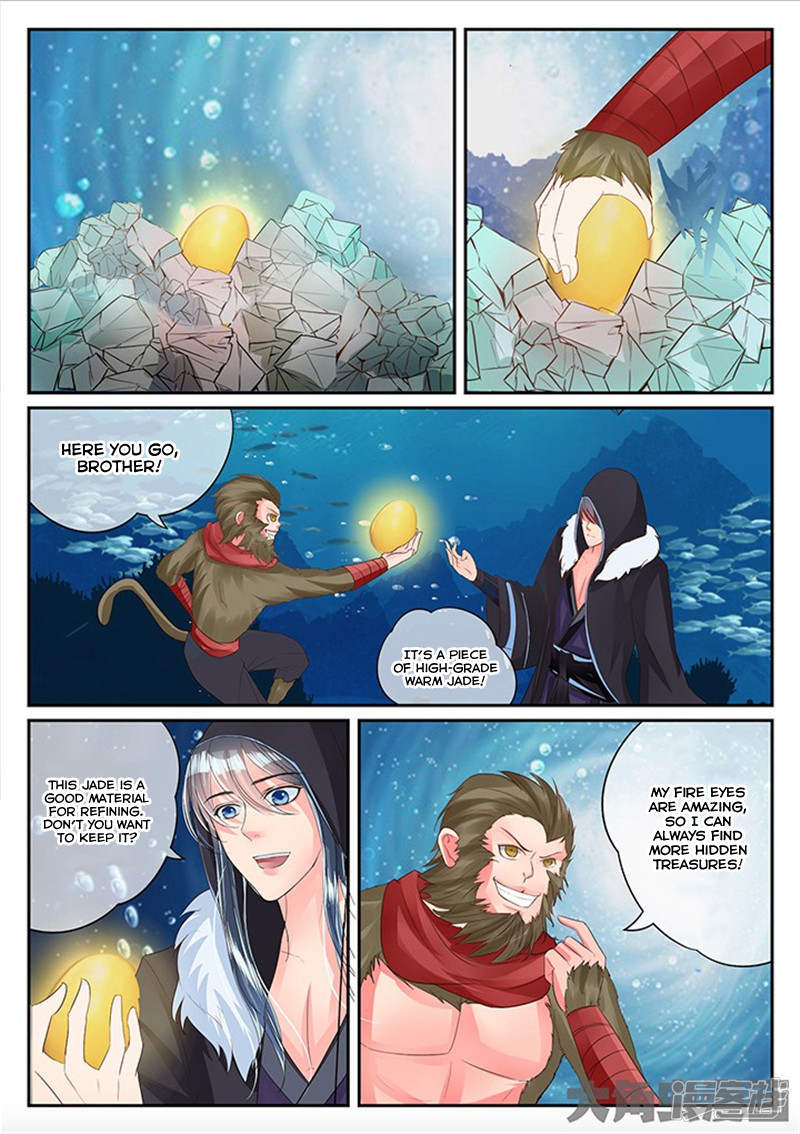 HERE YOU GO,
BROTHER!
IT'S A PIECE
OF HIGH-GRADE
WARM JADE!
THIS JADE IS A
GOOD MATERIAL
FOR REFINING.
DON'T YOU WANT
TO KEEP IT?
MY FIRE EYES
ARE AMAZING,
SO I CAN
ALWAYS FIND
MORE HIDDEN
TREASURES!